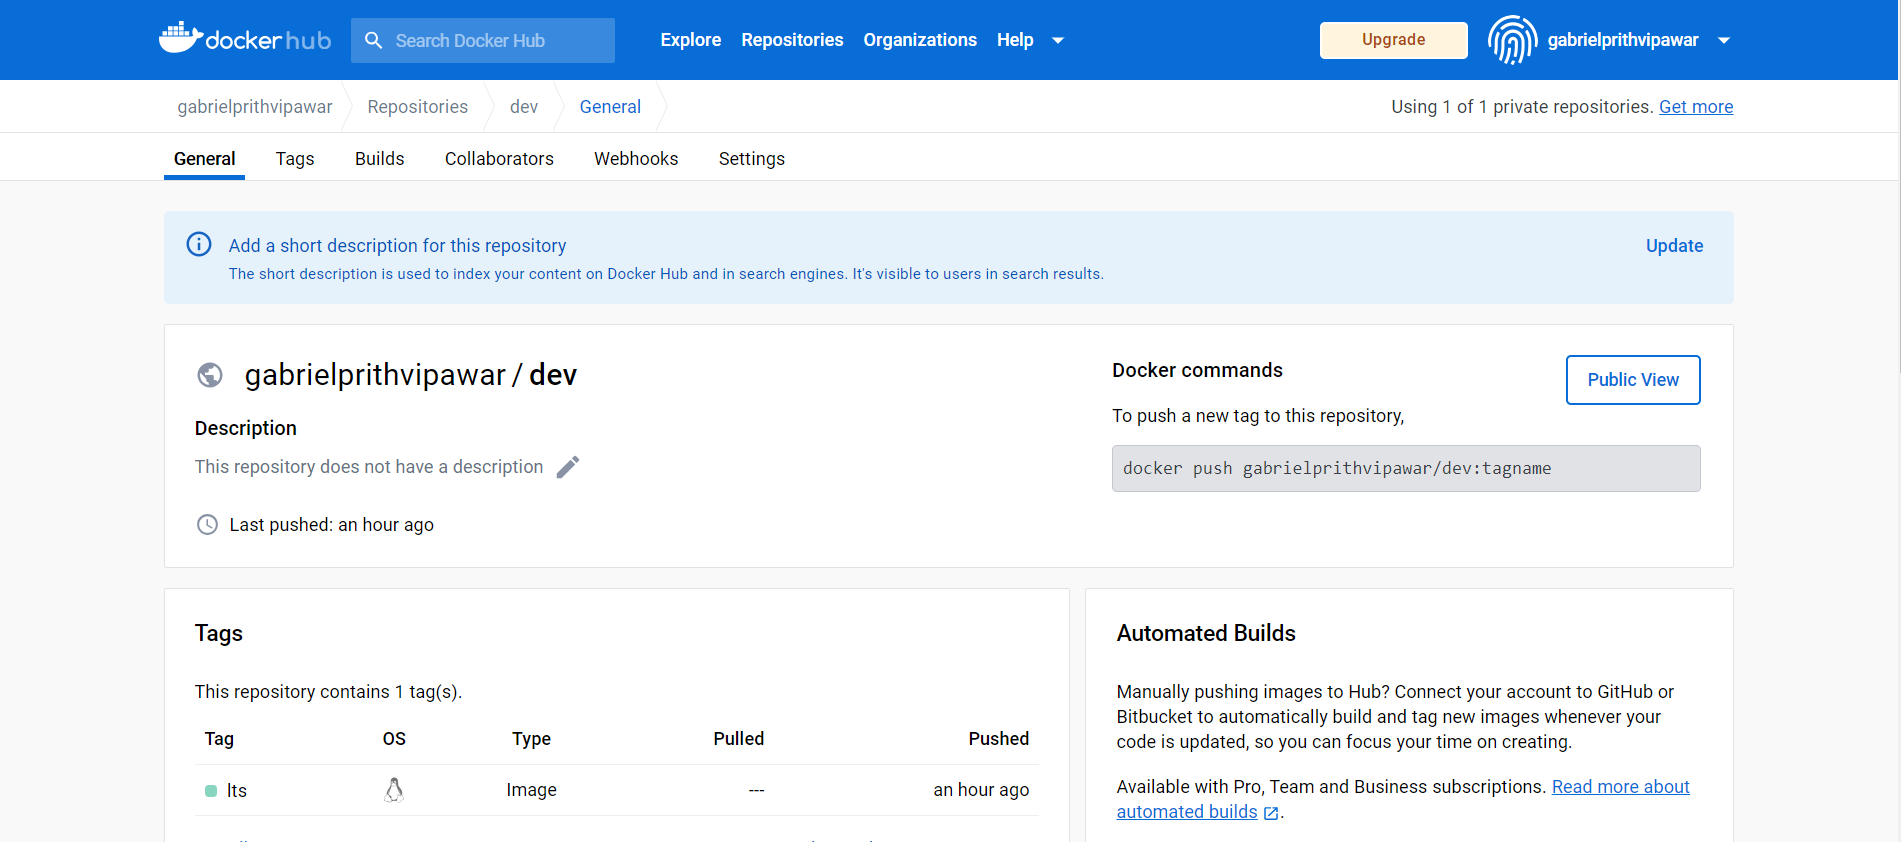 docker hub
Search Docker Hub
Explore Repositories Organizations Help
Upgrade
gabrielprithvipawar
gabrielprithvipawar Repositories dev General
Using 1 of 1 private repositories. Get more
General Tags Builds Collaborators Webhooks Settings
Add a short description for this repository
Update
The short description is used to index your content on Docker Hub and in search engines. It's visible to users in search results.
gabrielprithvipawar / dev
Description
This repository does not have a description
Last pushed: an hour ago
Docker commands
Public View
To push a new tag to this repository,
docker push gabrielprithvipawar/dev:tagname
Tags
This repository contains 1 tag(s).
Tag OS Type Pulled Pushed
lts Image --- an hour ago
Automated Builds
Manually pushing images to Hub? Connect your account to GitHub or
Bitbucket to automatically build and tag new images whenever your
code is updated, so you can focus your time on creating.
Available with Pro, Team and Business subscriptions. Read more about
automated builds .